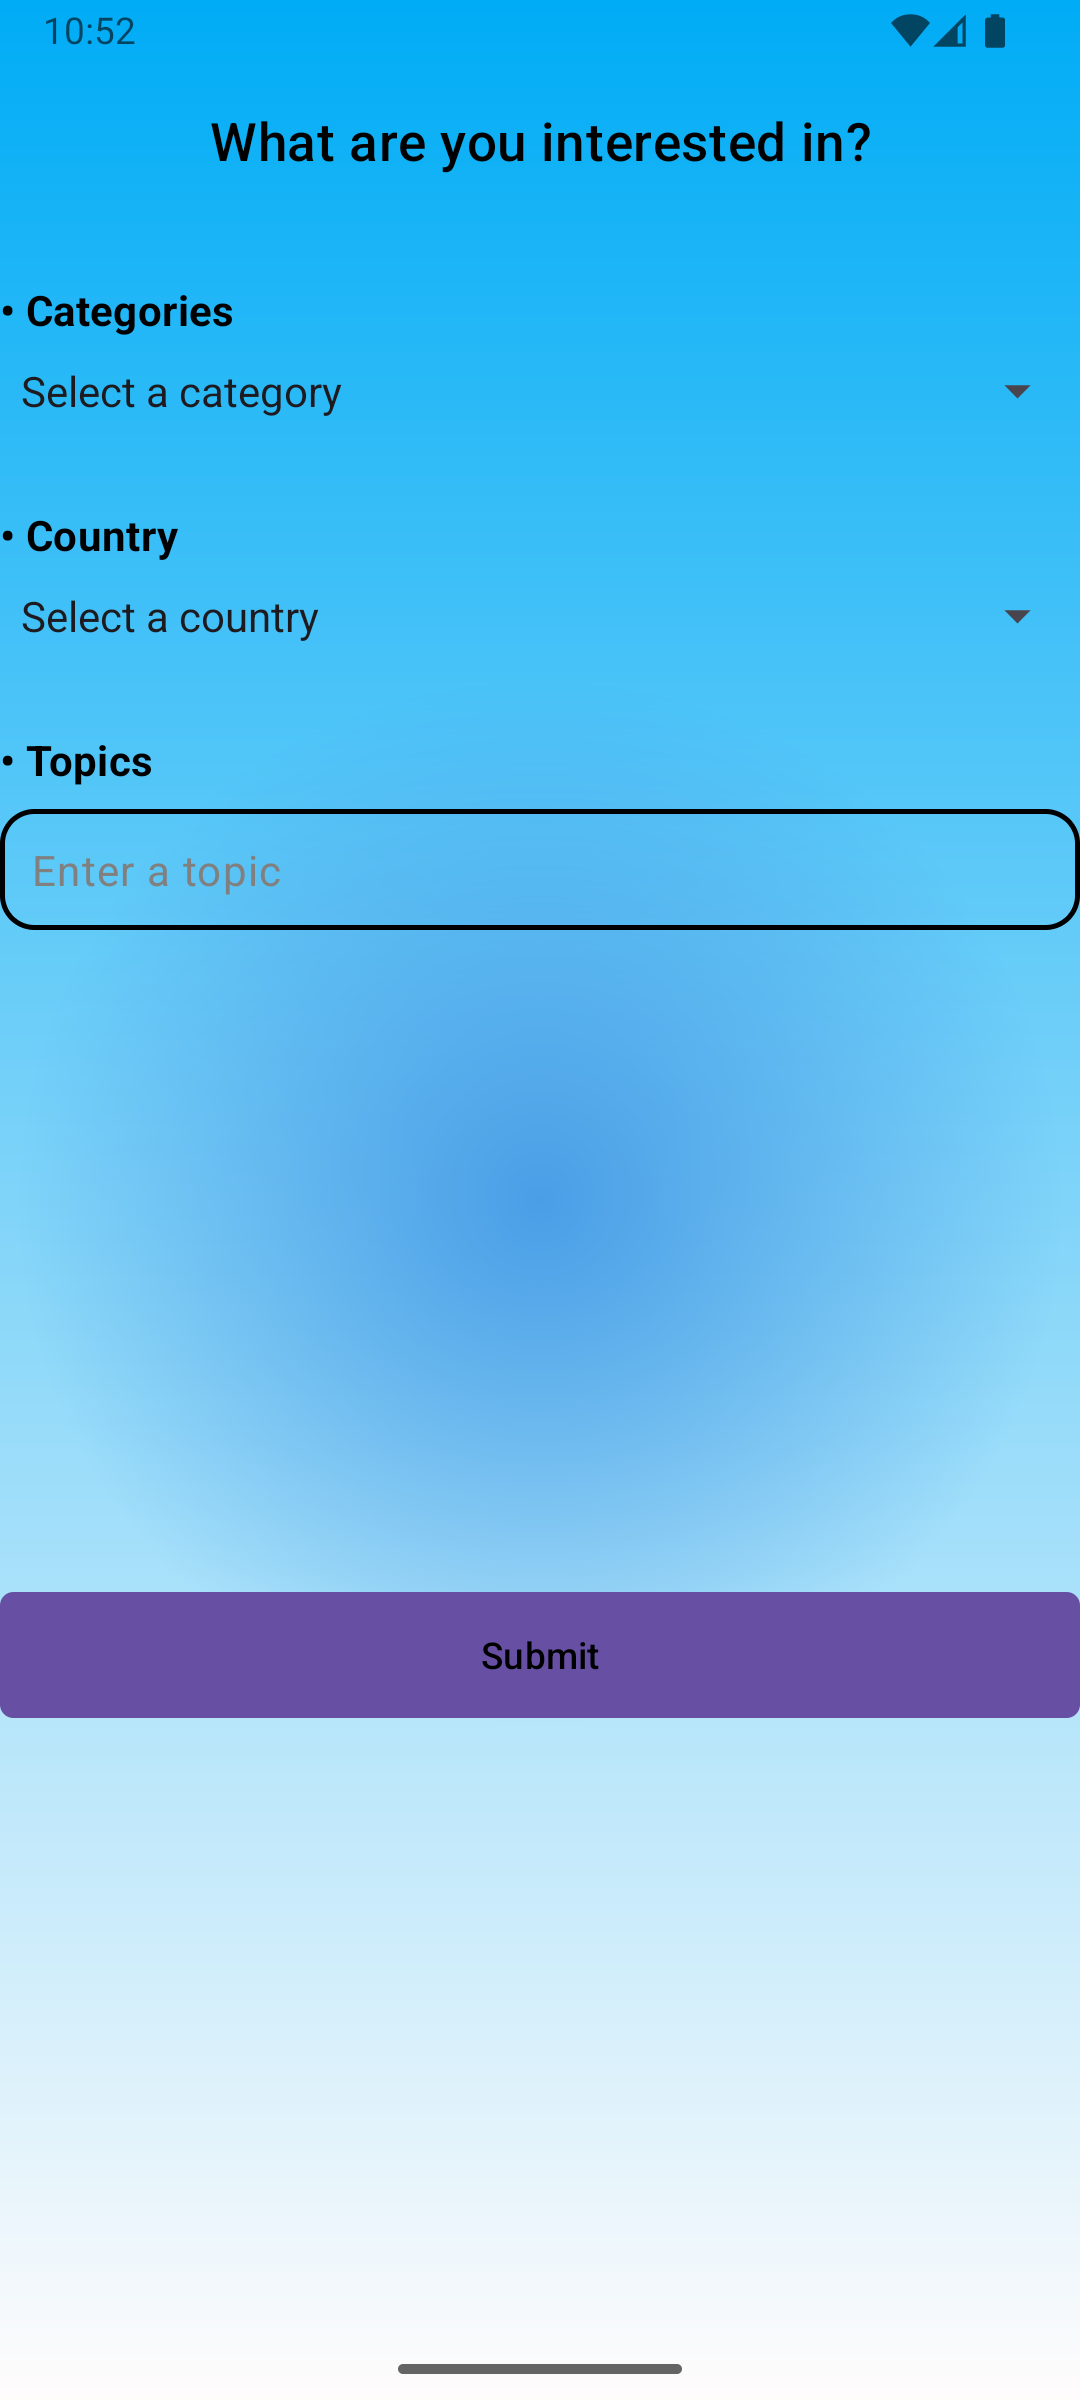 10:52
What are you interested in?
• Categories
Select a category
• Country
Select a country
• Topics
Enter a topic
Submit